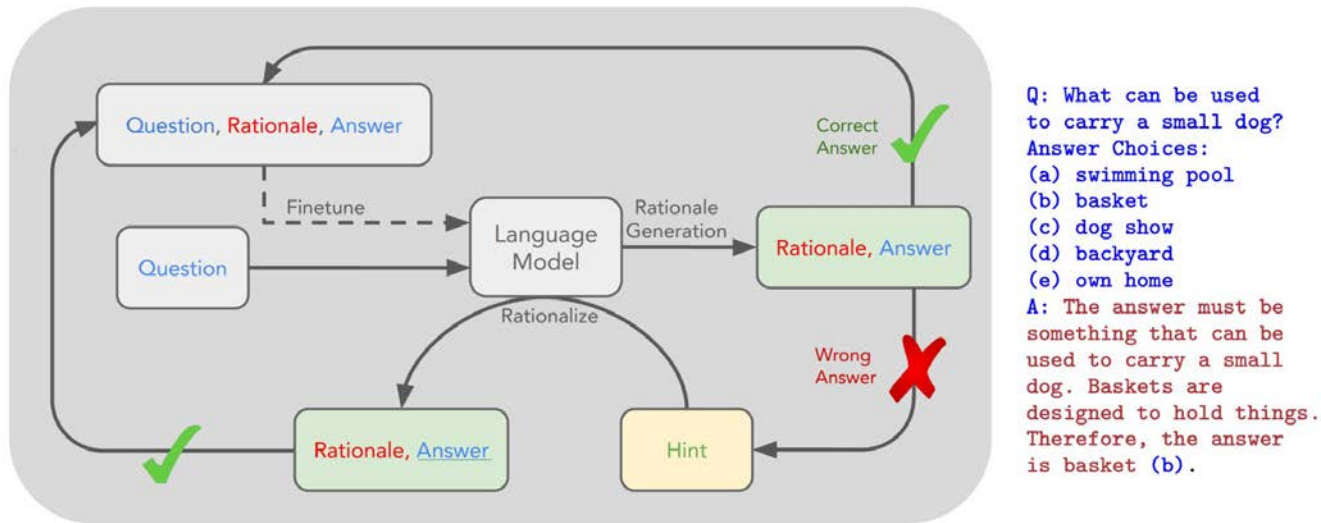 Question, Rationale, Answer
Correct
Answer
Finetune
Rationale
Generation
Language
Model
Question
Rationale, Answer
Rationalize
Wrong
Answer
Rationale, Answer
Hint
Q: What can be used
to carry a small dog?
Answer Choices:
(a) swimming pool
(b) basket
(c) dog show
(d) backyard
(e) own home
A: The answer must be
something that can be
used to carry a small
dog. Baskets are
designed to hold things.
Therefore, the answer
is basket (b).